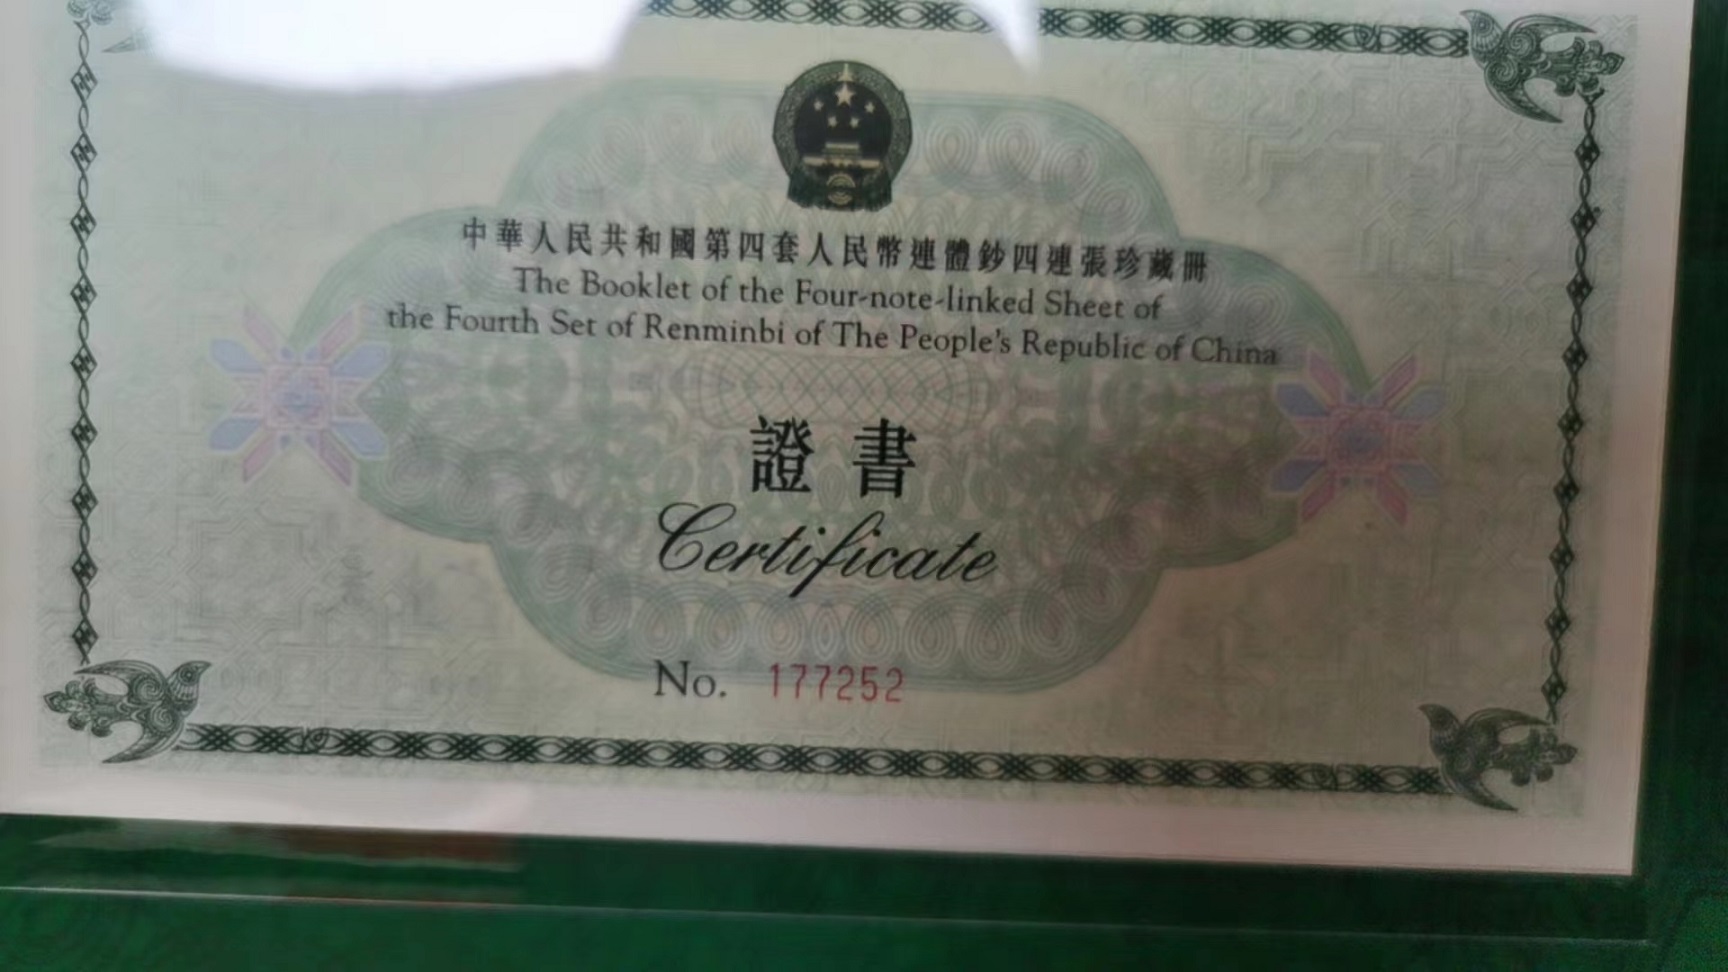 中華人民共和國第四套人民幣連體鈔四連張珍藏冊
The Booklet of the Four-note-linked Sheet of
the Fourth Set of Renminbi of The People's Republic of China
證書
Certificate
No. 177252